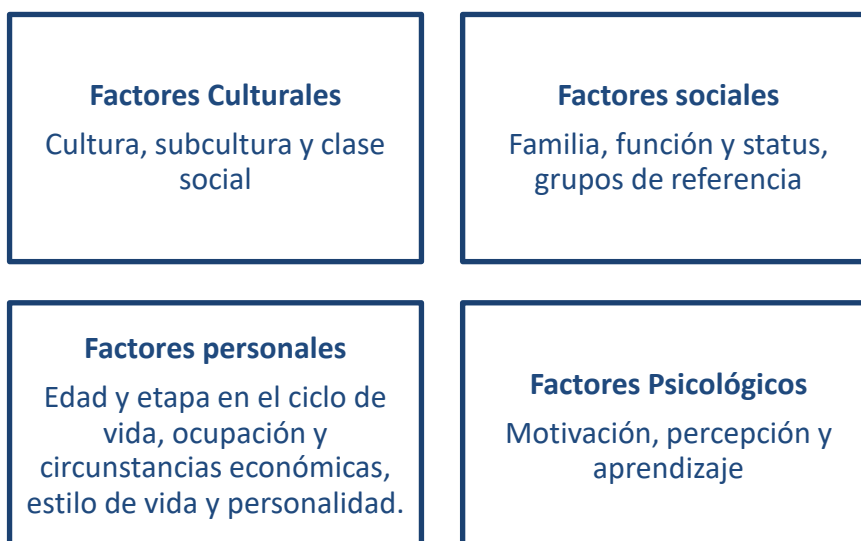 Factores Culturales
Cultura, subcultura y clase
social
Factores sociales
Familia, función y status,
grupos de referencia
Factores personales
Edad y etapa en el ciclo de
vida, ocupación y
circunstancias económicas,
estilo de vida y personalidad.
Factores Psicológicos
Motivación, percepción y
aprendizaje